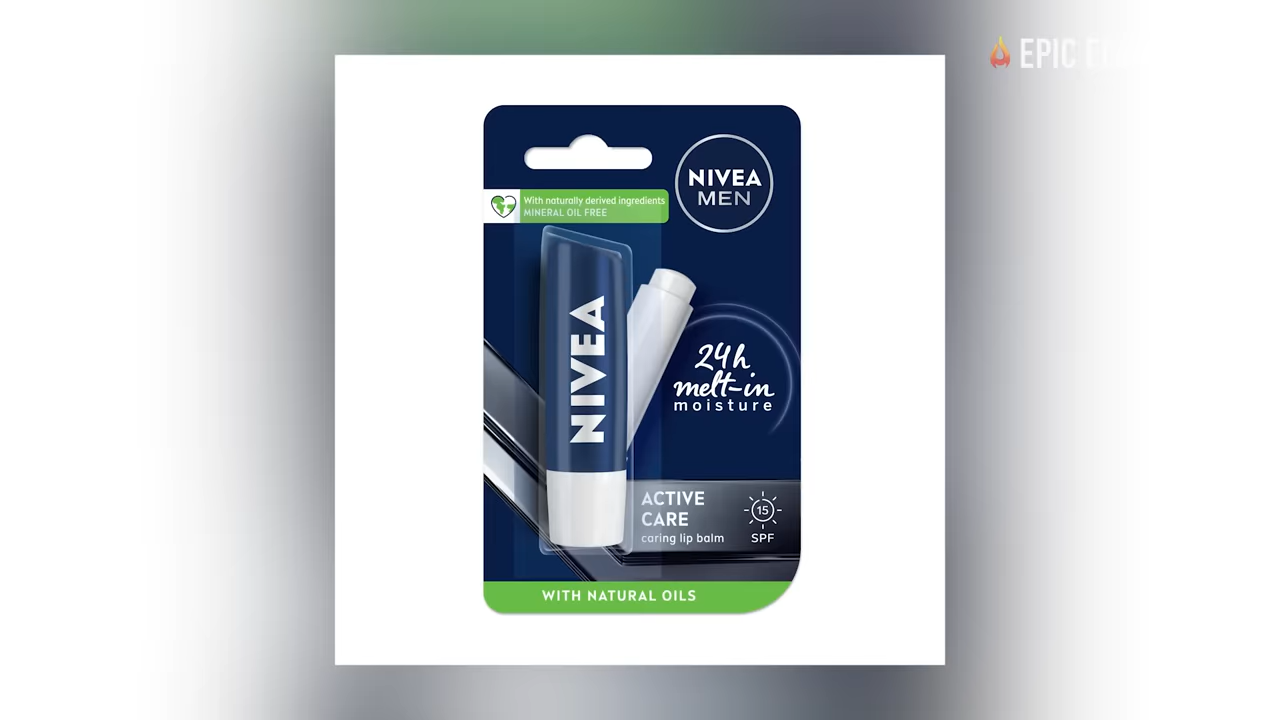 EPIC
NIVEA
MEN
With naturally derived ingredients
MINERAL OIL FREE
NIVEA
24h
melt-in
moisture
ACTIVE
CARE
caring lip balm
15
SPF
WITH NATURAL OILS